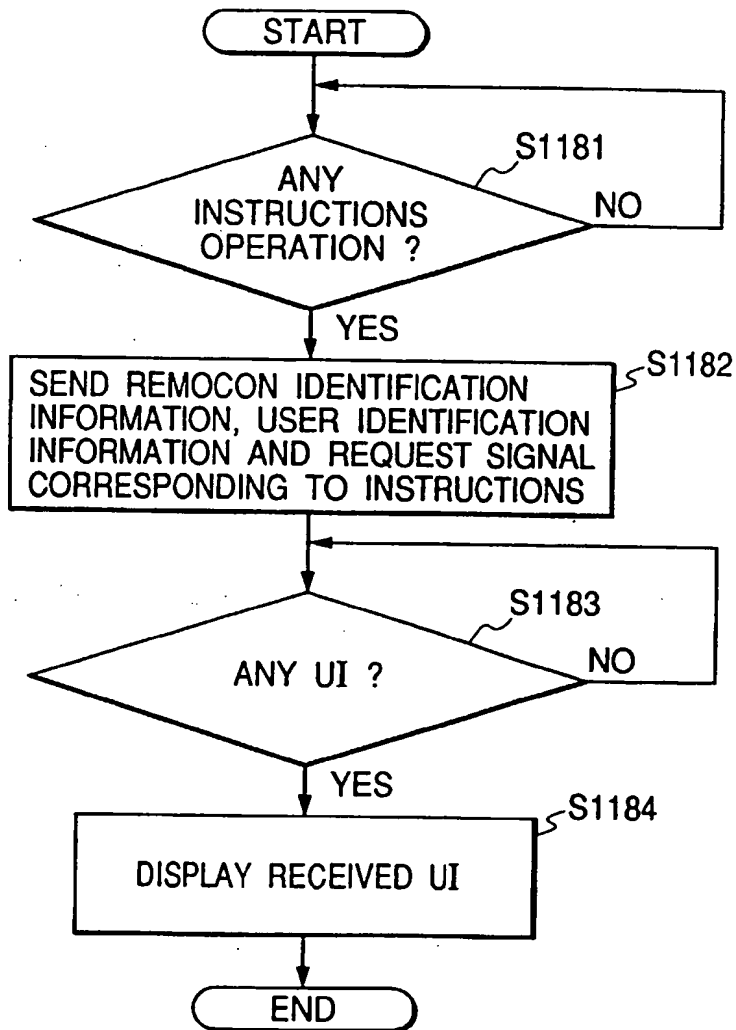 START
S1181
ANY
INSTRUCTIONS
OPERATION ?
NO
YES
S1182
SEND REMOCON IDENTIFICATION
INFORMATION, USER IDENTIFICATION
INFORMATION AND REQUEST SIGNAL
CORRESPONDING TO INSTRUCTIONS
S1183
ANY UI ?
NO
YES
S1184
DISPLAY RECEIVED UI
END